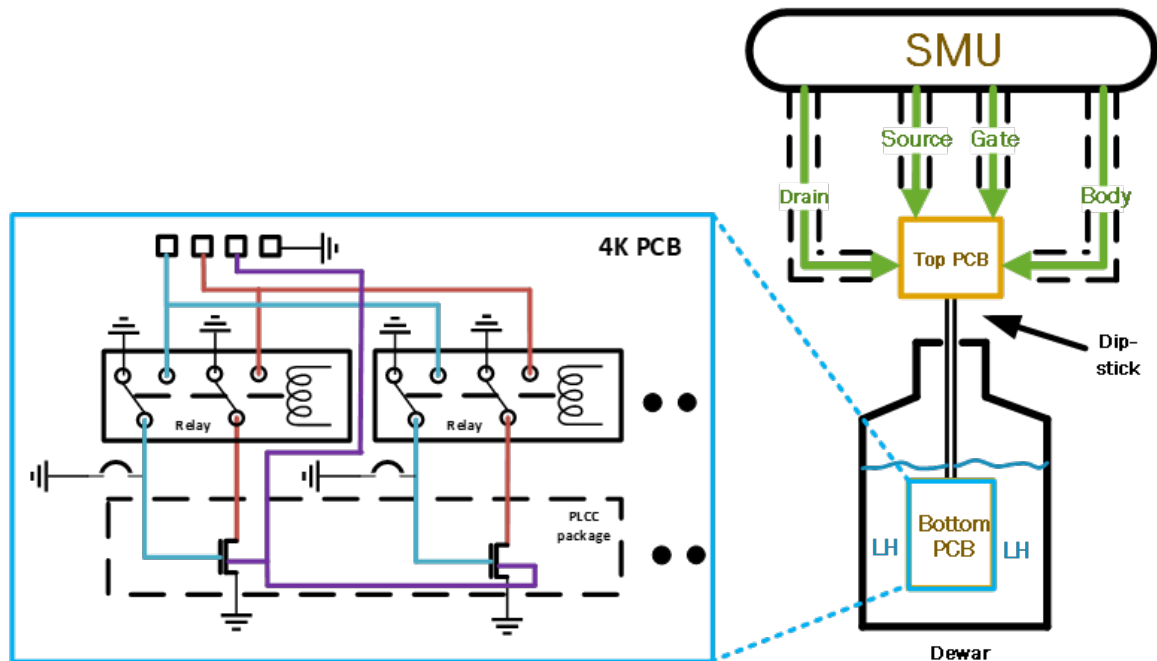 SMU
Source
Gate
Drain
Body
4K PCB
Top PCB
Dip-
stick
Relay
Relay
PLCC
package
Bottom
PCB
LH
LH
Dewar